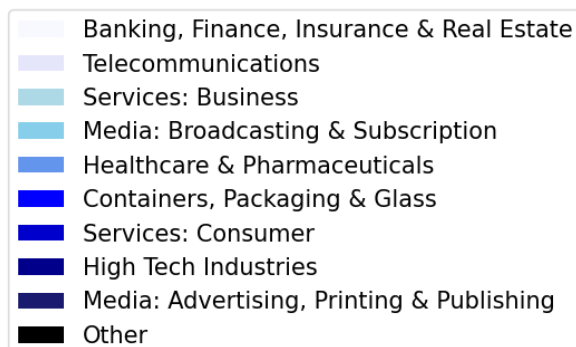 Banking, Finance, Insurance & Real Estate
Telecommunications
Services: Business
Media: Broadcasting & Subscription
Healthcare & Pharmaceuticals
Containers, Packaging & Glass
Services: Consumer
High Tech Industries
Media: Advertising, Printing & Publishing
Other